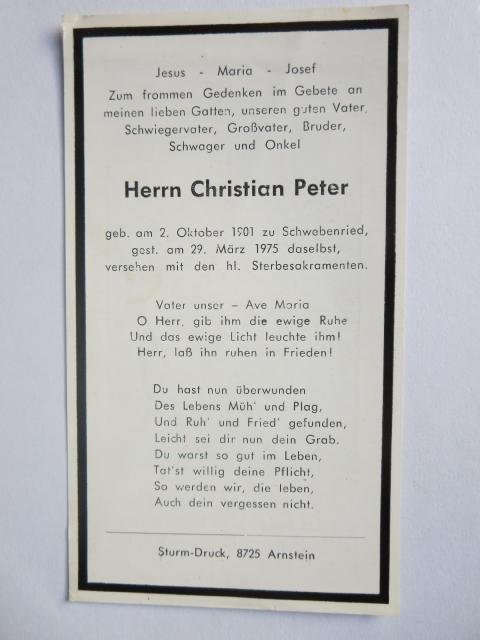 Jesus - Maria - Josef
Zum frommen Gedenken im Gebete an
meinen lieben Gatten, unseren guten Vater,
Schwiegervater, Großvater, Bruder,
Schwager und Onkel
Herrn Christian Peter
geb. am 2. Oktober 1901 zu Schwebenried,
gest. am 29. März 1975 daselbst,
versehen mit den hl. Sterbesakramenten.
Vater unser – Ave Maria
O Herr, gib ihm die ewige Ruhe
Und das ewige Licht leuchte ihm!
Herr, laß ihn ruhen in Frieden!
Du hast nun überwunden
Des Lebens Müh' und Plag,
Und Ruh' und Fried' gefunden,
Leicht sei dir nun dein Grab.
Du warst so gut im Leben,
Tat'st willig deine Pflicht,
So werden wir, die leben,
Auch dein vergessen nicht.
Sturm-Druck, 8725 Arnstein